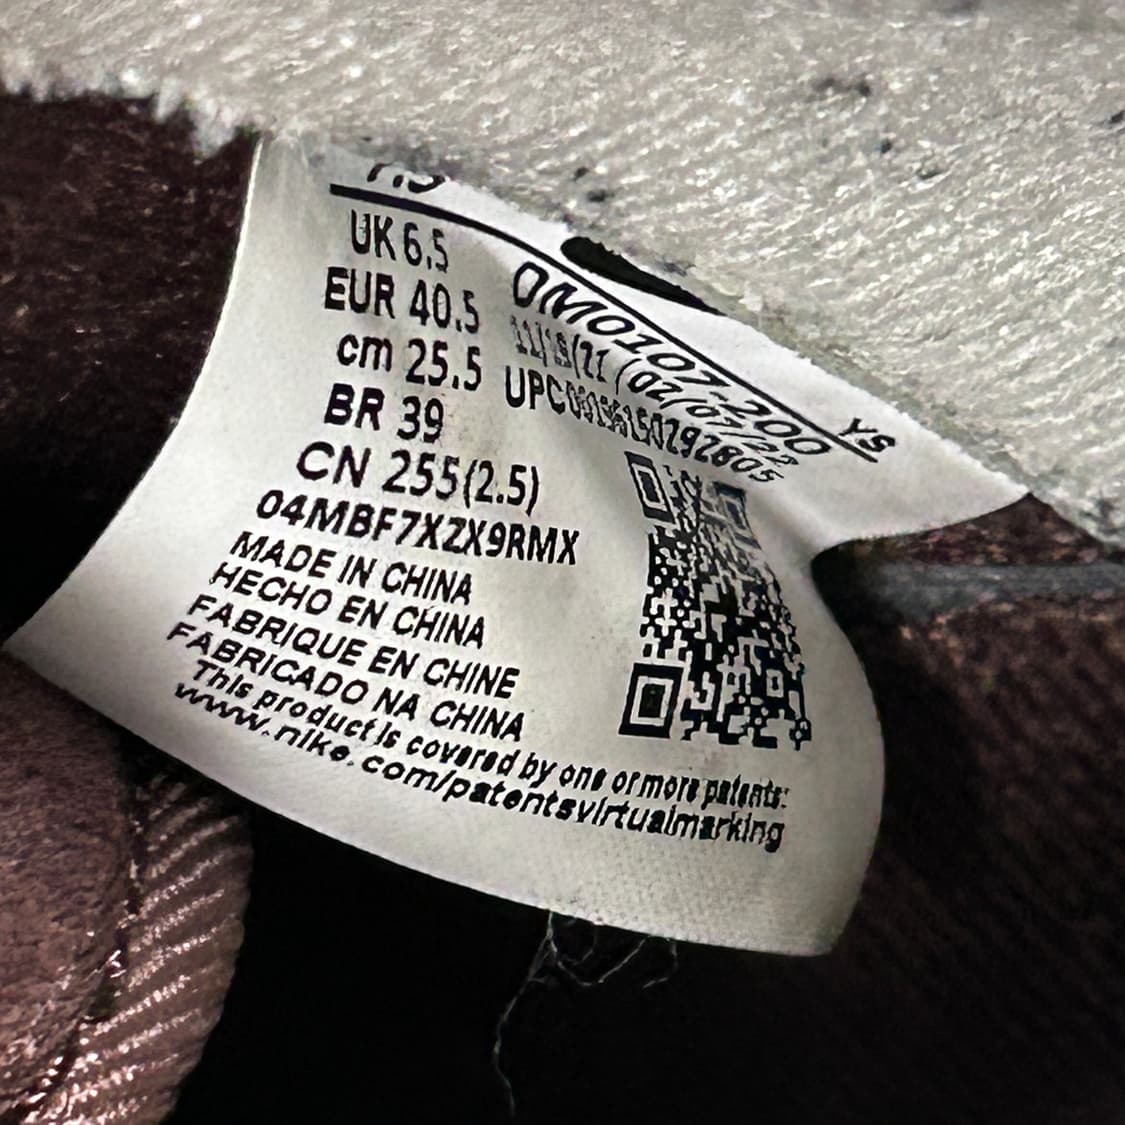 7.5
UK 6.5
EUR 40.5
cm 25.5
BR 39
CN 255(2.5)
04MBF7XZX9RMX
MADE IN CHINA
HECHO EN CHINA
FABRIQUE EN CHINE
FABRICADO NA CHINA
This product is covered by one or more patents:
www.nike.com/patentsvirtualmarking
YS